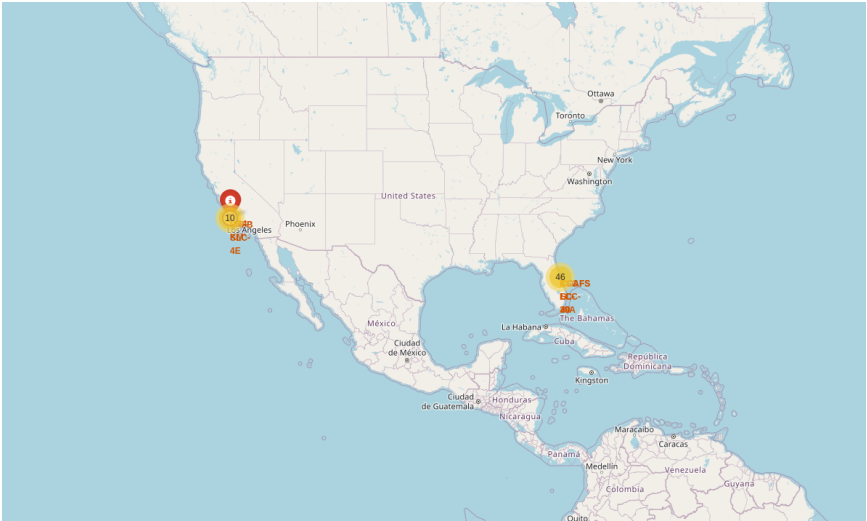 Ottawa
Toronto
New York
Washington
United States
10
Los Angeles
Phoenix
4E
46
SLC-
The Bahamas
México
La Habana
Cuba
Ciudad
de México
República
Dominicana
Kingston
Ciudad
de Guatemala
Honduras
Nicaragua
Maracaibo
Caracas
Panamá
Medellín
Venezuela
Guyana
Colombia
Quito